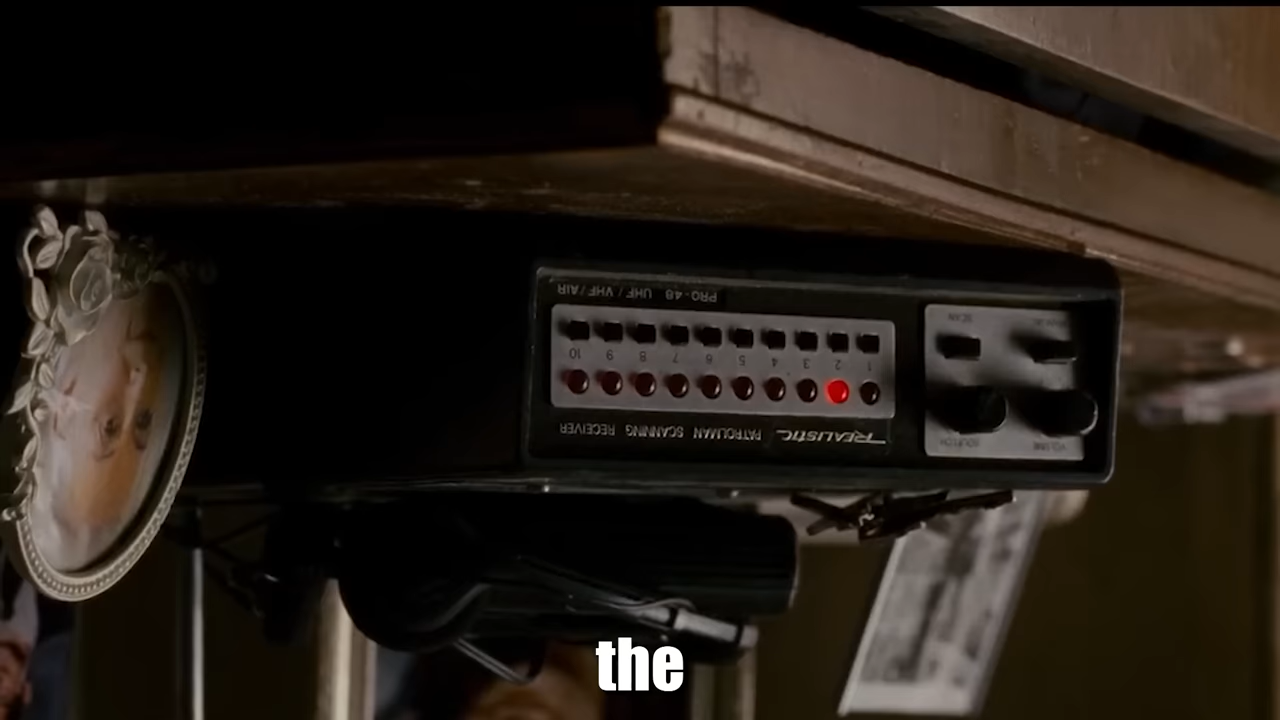 REALISTIC PATROLMAN SCANNING RECEIVER
VOLUME SQUELCH
1 2 3 4 5 6 7 8 9 10
SCAN
PRO-48 UHF / VHF / AIR
the